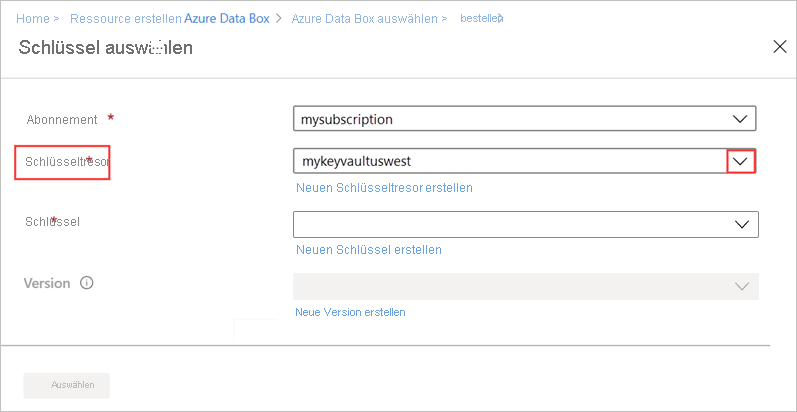 Home > Ressource erstellen Azure Data Box > Azure Data Box auswählen > bestellen
Schlüssel auswählen
Abonnement *
mysubscription
Schlüsseltresor *
mykeyvaultuswest
Neuen Schlüsseltresor erstellen
Schlüssel *
Neuen Schlüssel erstellen
Version
Neue Version erstellen
Auswählen